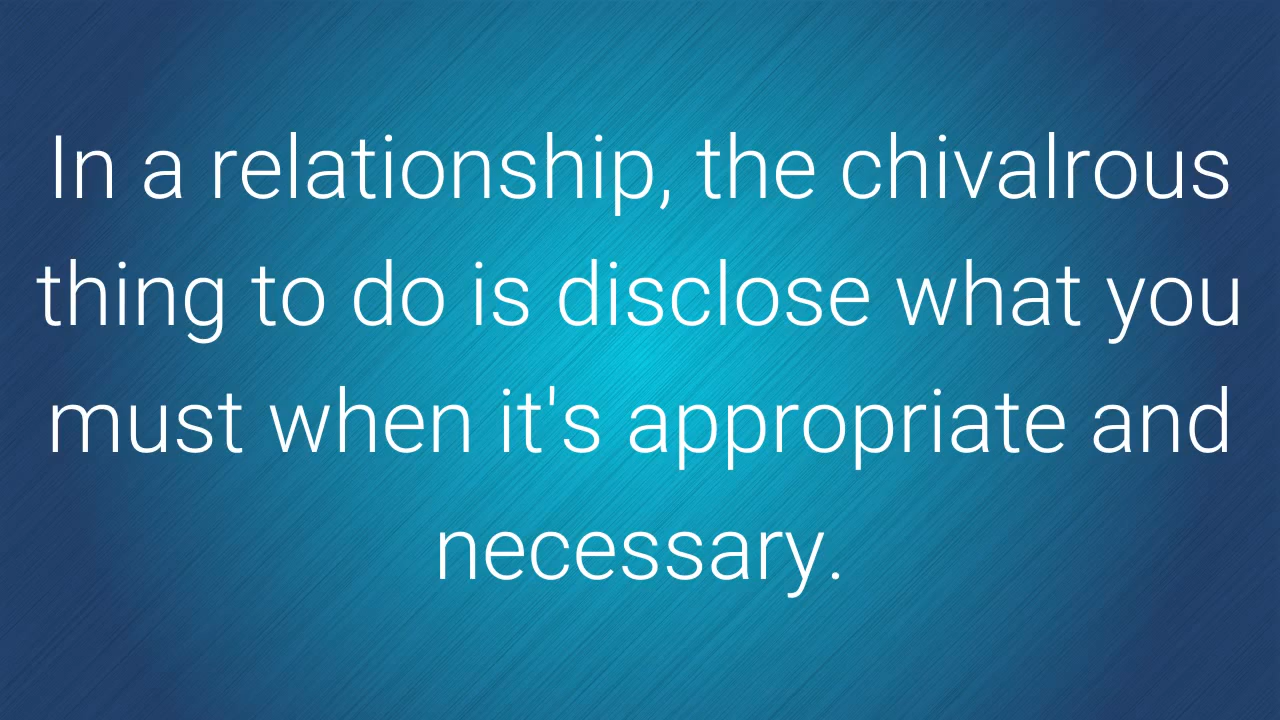 In a relationship, the chivalrous
thing to do is disclose what you
must when it's appropriate and
necessary.